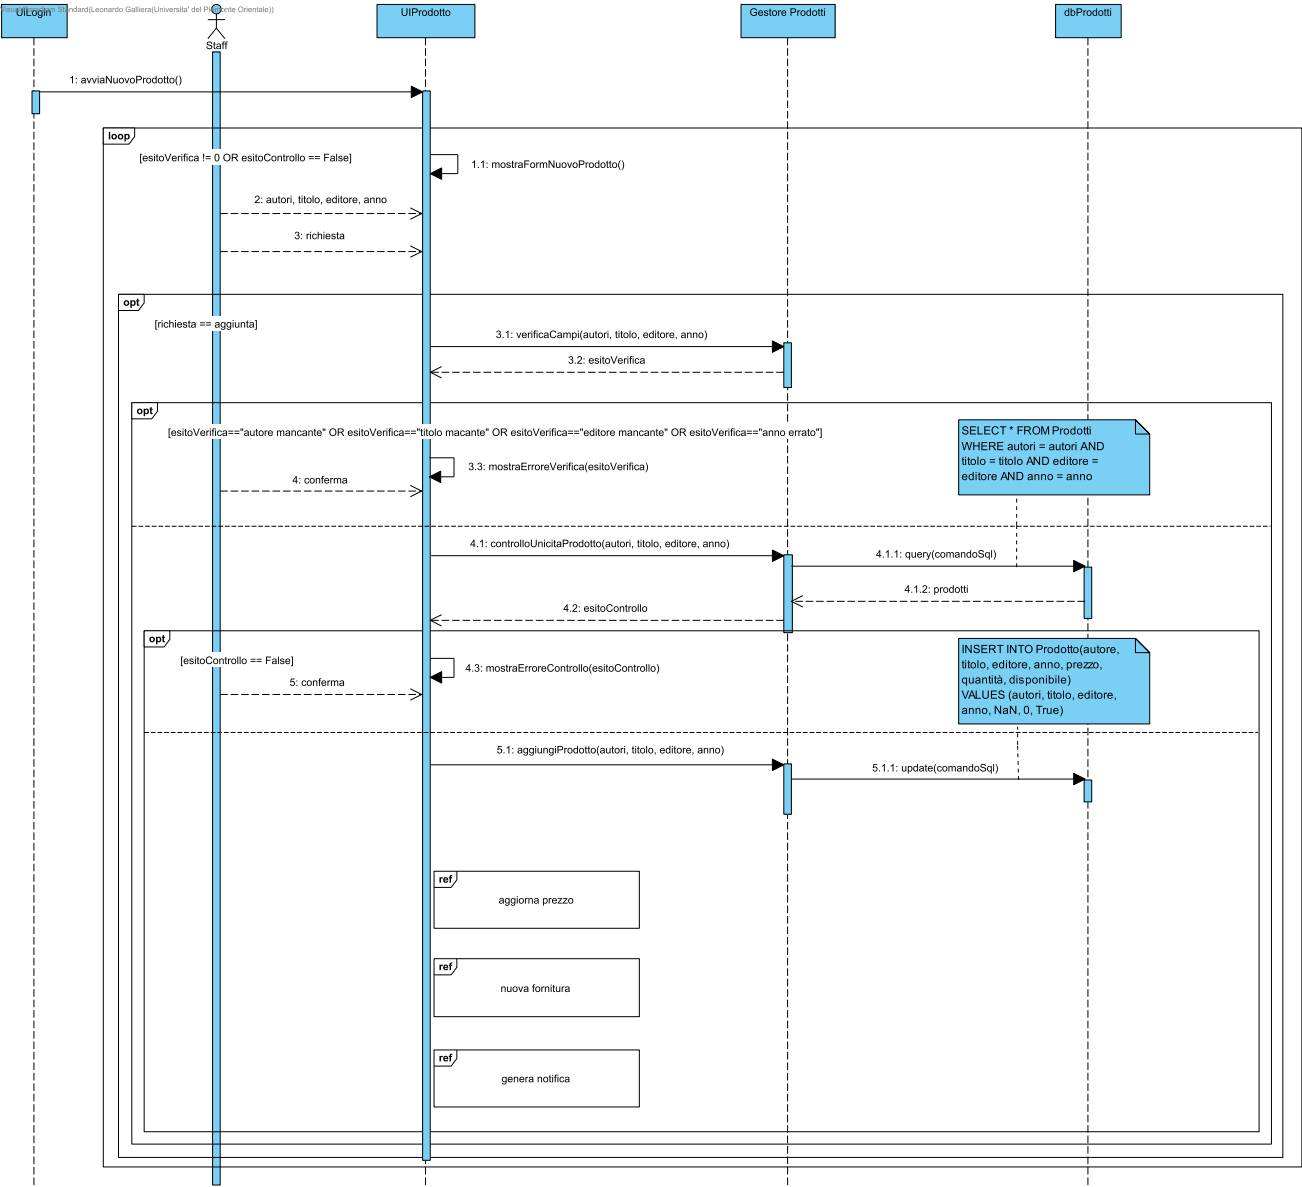 Standard(Leonardo Galliera(Universita' del Piemonte Orientale))
UiLogin
Staff
UIProdotto
Gestore Prodotti
dbProdotti
1: avviaNuovoProdotto()
loop
[esitoVerifica != 0 OR esitoControllo == False]
1.1: mostraFormNuovoProdotto()
2: autori, titolo, editore, anno
3: richiesta
opt
[richiesta == aggiunta]
3.1: verificaCampi(autori, titolo, editore, anno)
3.2: esitoVerifica
opt
[esitoVerifica=="autore mancante" OR esitoVerifica=="titolo macante" OR esitoVerifica=="editore mancante" OR esitoVerifica=="anno errato"]
SELECT * FROM Prodotti
WHERE autori = autori AND
titolo = titolo AND editore =
editore AND anno = anno
3.3: mostraErroreVerifica(esitoVerifica)
4: conferma
4.1: controlloUnicitaProdotto(autori, titolo, editore, anno)
4.1.1: query(comandoSql)
4.1.2: prodotti
4.2: esitoControllo
opt
[esitoControllo == False]
4.3: mostraErroreControllo(esitoControllo)
5: conferma
INSERT INTO Prodotto(autore,
titolo, editore, anno, prezzo,
quantità, disponibile)
VALUES (autori, titolo, editore,
anno, NaN, 0, True)
5.1: aggiungiProdotto(autori, titolo, editore, anno)
5.1.1: update(comandoSql)
ref
aggiorna prezzo
ref
nuova fornitura
ref
genera notifica